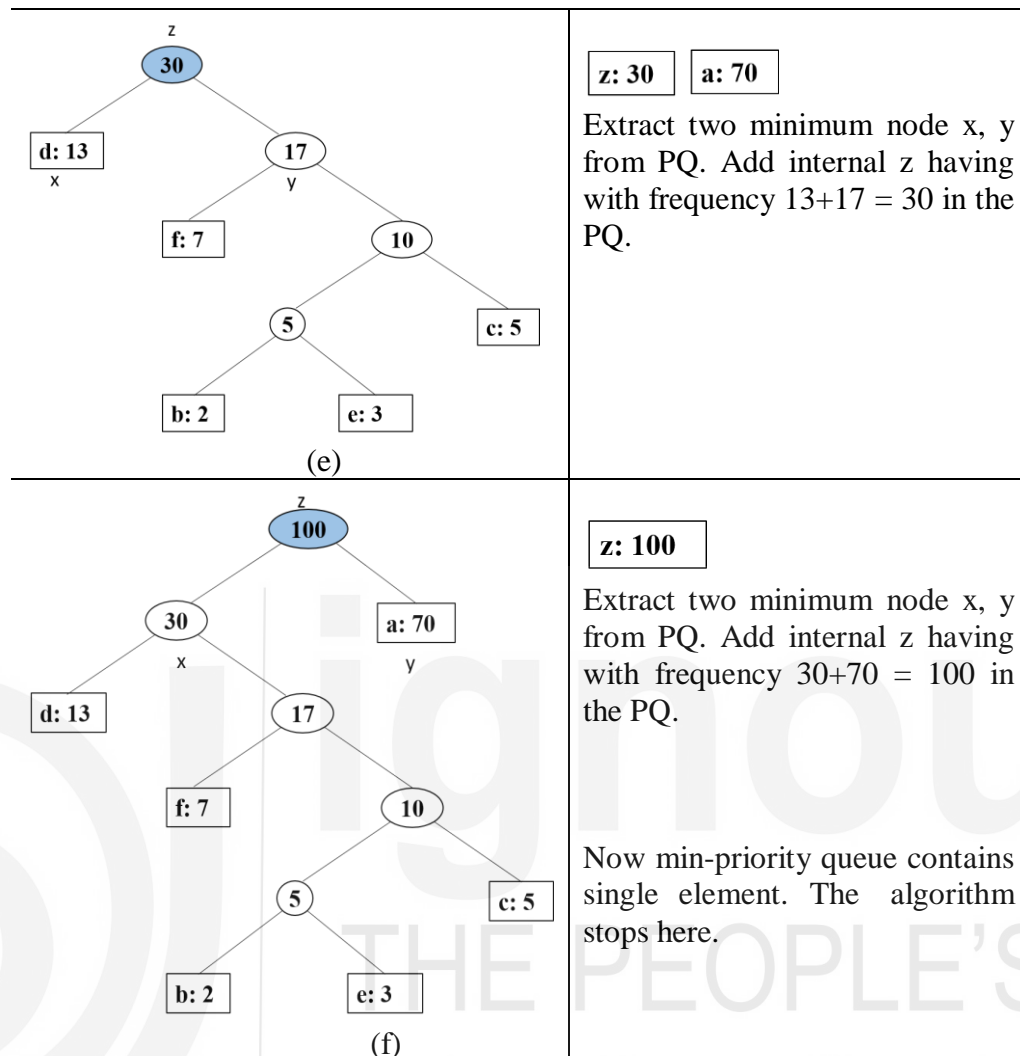 z
30
d: 13
x
17
y
f: 7
10
5
c: 5
b: 2
e: 3
(e)
z: 30 a: 70
Extract two minimum node x, y
from PQ. Add internal z having
with frequency 13+17 = 30 in the
PQ.
z
100
30
x
a: 70
y
d: 13
17
f: 7
10
5
c: 5
b: 2
e: 3
(f)
z: 100
Extract two minimum node x, y
from PQ. Add internal z having
with frequency 30+70 = 100 in
the PQ.
Now min-priority queue contains
single element. The algorithm
stops here.
ignou
THE PEOPLE'S